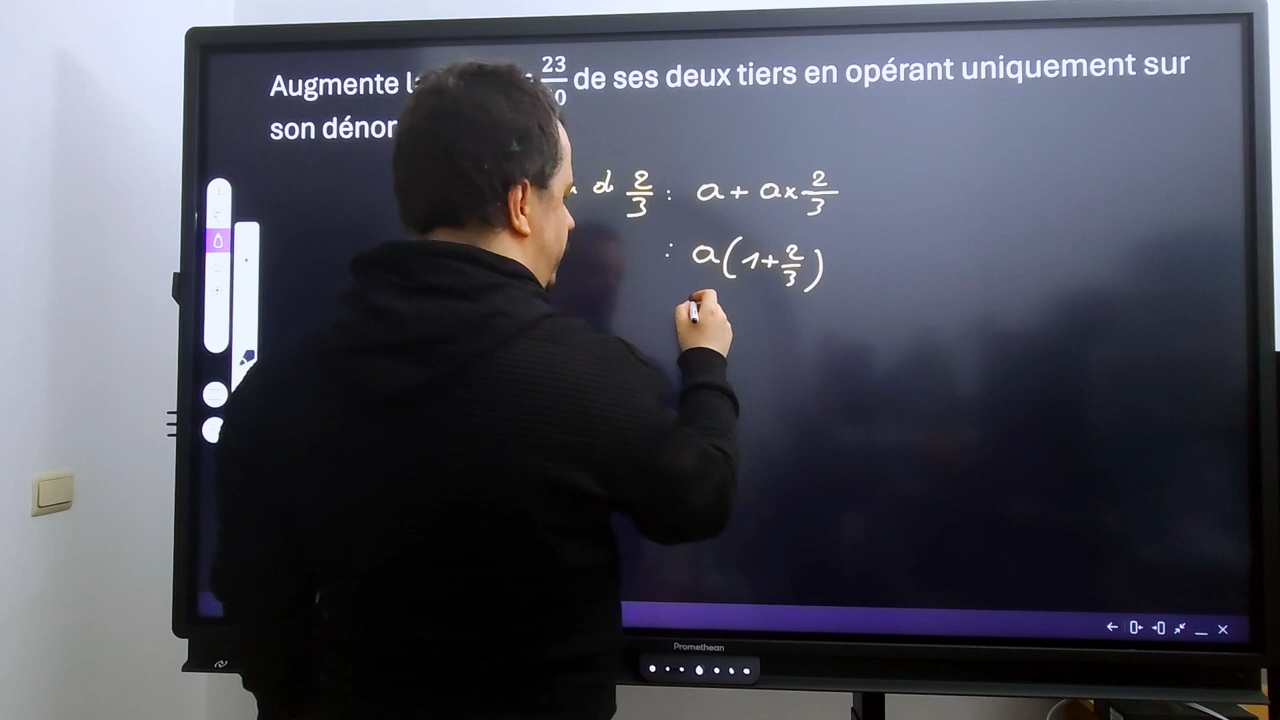 Augmente 23/ de ses deux tiers en opérant uniquement sur
son
2/3 : a + a x 2/3
: a(1+2/3)
Promethean